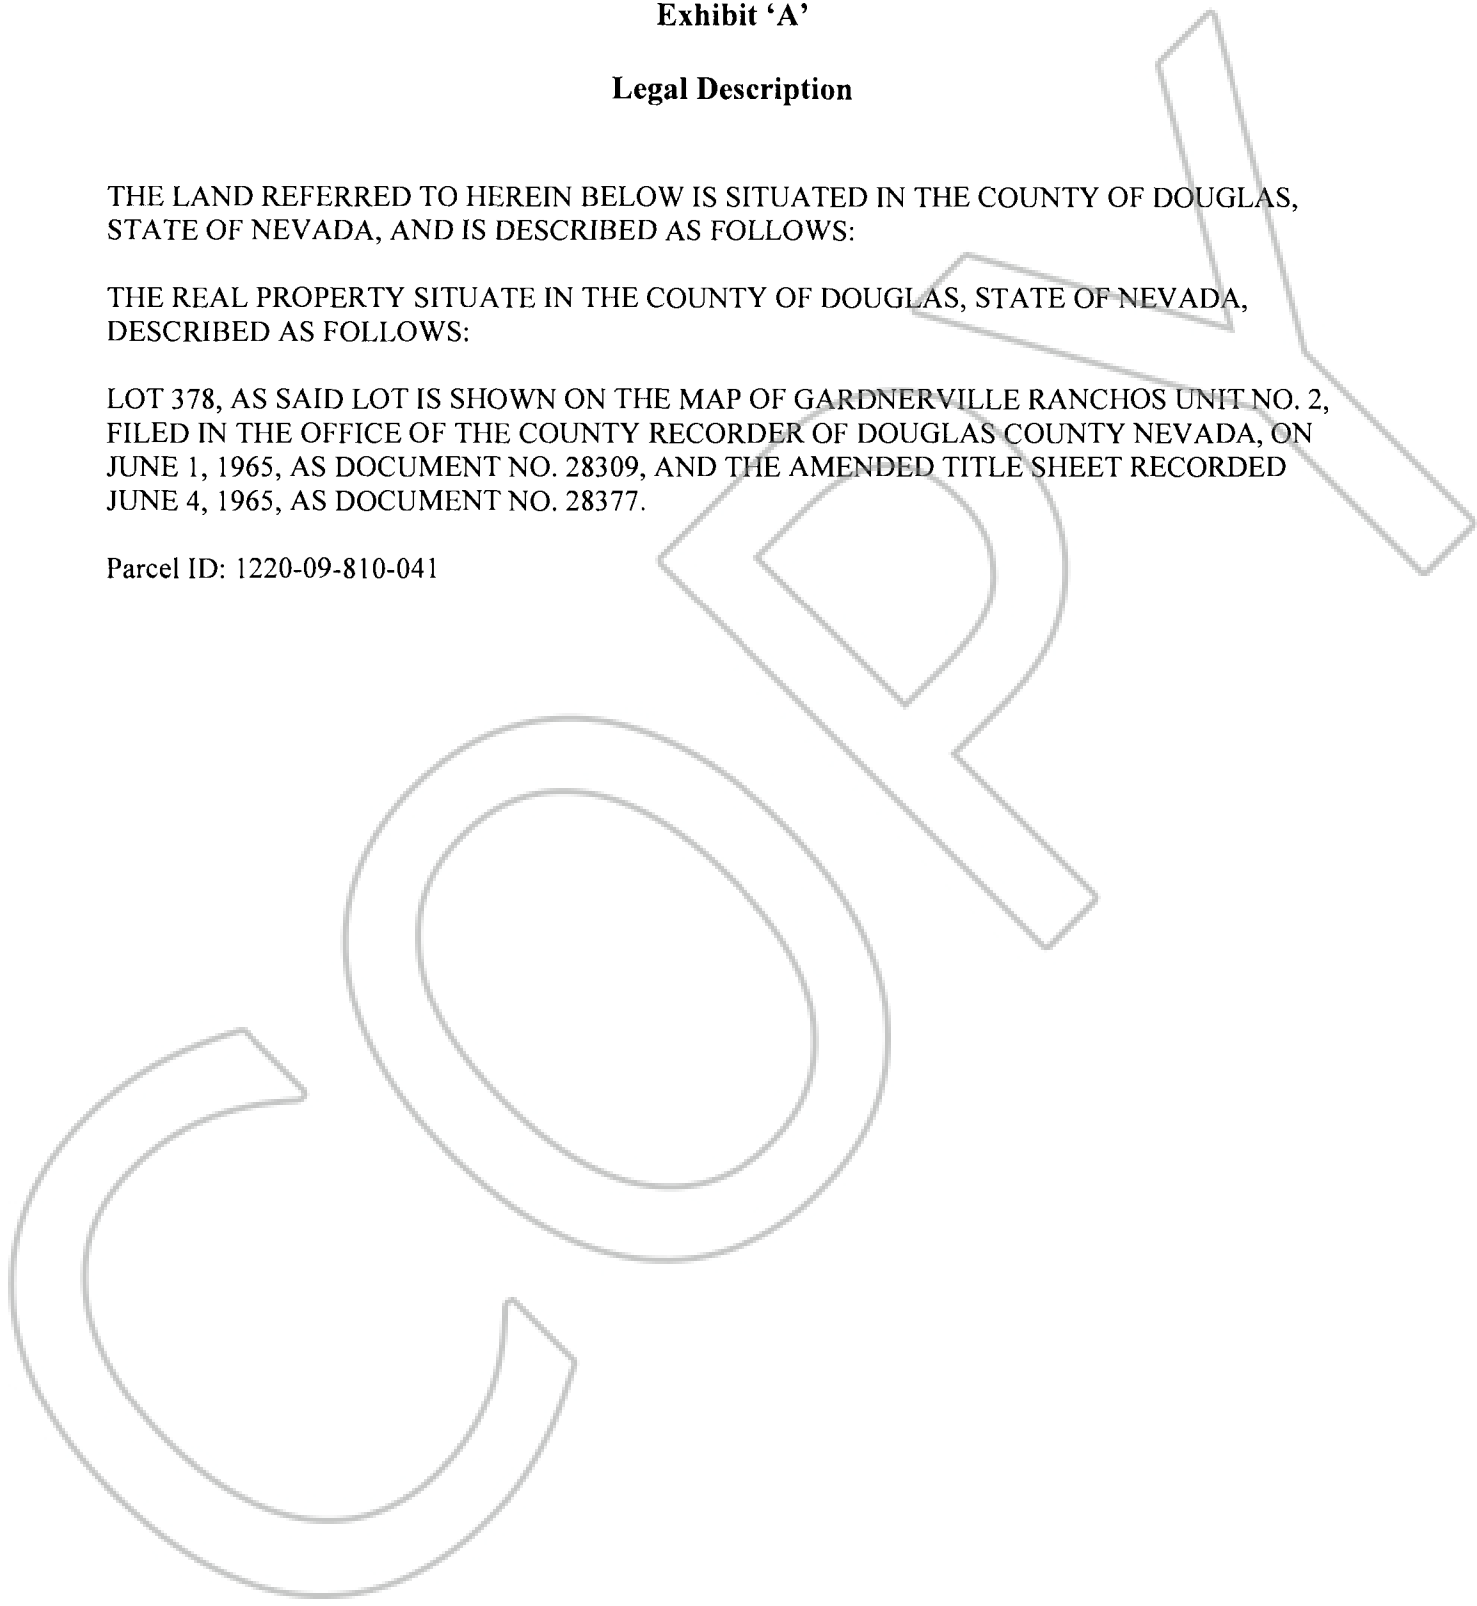 Exhibit ‘A’
Legal Description
THE LAND REFERRED TO HEREIN BELOW IS SITUATED IN THE COUNTY OF DOUGLAS,
STATE OF NEVADA, AND IS DESCRIBED AS FOLLOWS:
THE REAL PROPERTY SITUATE IN THE COUNTY OF DOUGLAS, STATE OF NEVADA,
DESCRIBED AS FOLLOWS:
LOT 378, AS SAID LOT IS SHOWN ON THE MAP OF GARDNERVILLE RANCHOS UNIT NO. 2,
FILED IN THE OFFICE OF THE COUNTY RECORDER OF DOUGLAS COUNTY NEVADA, ON
JUNE 1, 1965, AS DOCUMENT NO. 28309, AND THE AMENDED TITLE SHEET RECORDED
JUNE 4, 1965, AS DOCUMENT NO. 28377.
Parcel ID: 1220-09-810-041
COPY